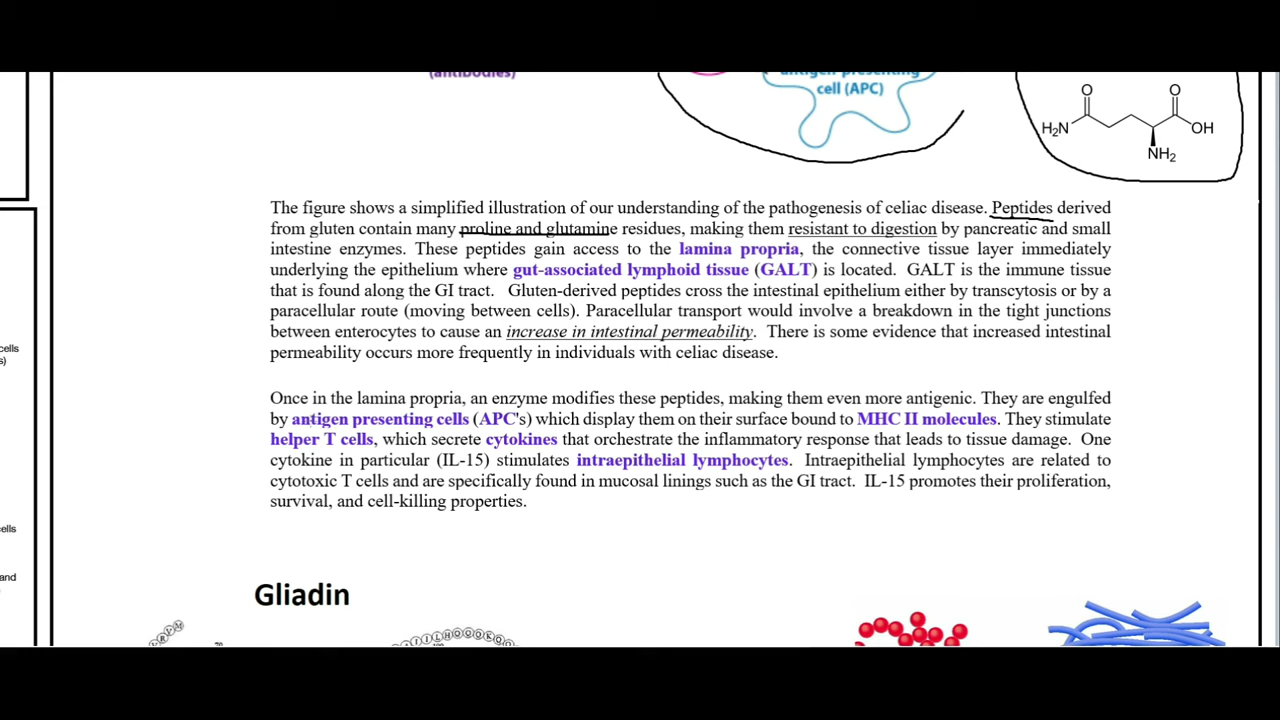 (antibodies)
antigen-presenting
cell (APC)
O
O
H₂N
OH
NH₂
The figure shows a simplified illustration of our understanding of the pathogenesis of celiac disease. Peptides derived
from gluten contain many proline and glutamine residues, making them resistant to digestion by pancreatic and small
intestine enzymes. These peptides gain access to the lamina propria, the connective tissue layer immediately
underlying the epithelium where gut-associated lymphoid tissue (GALT) is located. GALT is the immune tissue
that is found along the GI tract. Gluten-derived peptides cross the intestinal epithelium either by transcytosis or by a
paracellular route (moving between cells). Paracellular transport would involve a breakdown in the tight junctions
between enterocytes to cause an increase in intestinal permeability. There is some evidence that increased intestinal
permeability occurs more frequently in individuals with celiac disease.
Once in the lamina propria, an enzyme modifies these peptides, making them even more antigenic. They are engulfed
by antigen presenting cells (APC's) which display them on their surface bound to MHC II molecules. They stimulate
helper T cells, which secrete cytokines that orchestrate the inflammatory response that leads to tissue damage. One
cytokine in particular (IL-15) stimulates intraepithelial lymphocytes. Intraepithelial lymphocytes are related to
cytotoxic T cells and are specifically found in mucosal linings such as the GI tract. IL-15 promotes their proliferation,
survival, and cell-killing properties.
cells
s)
ells
and
Gliadin